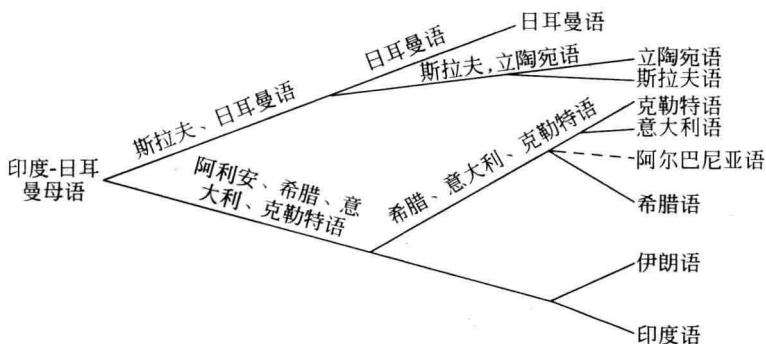 日耳曼语
日耳曼语
斯拉夫,立陶宛语
立陶宛语
斯拉夫语
斯拉夫、日耳曼语
克勒特语
意大利语
印度-日耳
曼母语
阿利安、希腊、意
大利、克勒特语
希腊、意大利、克勒特语
阿尔巴尼亚语
希腊语
伊朗语
印度语